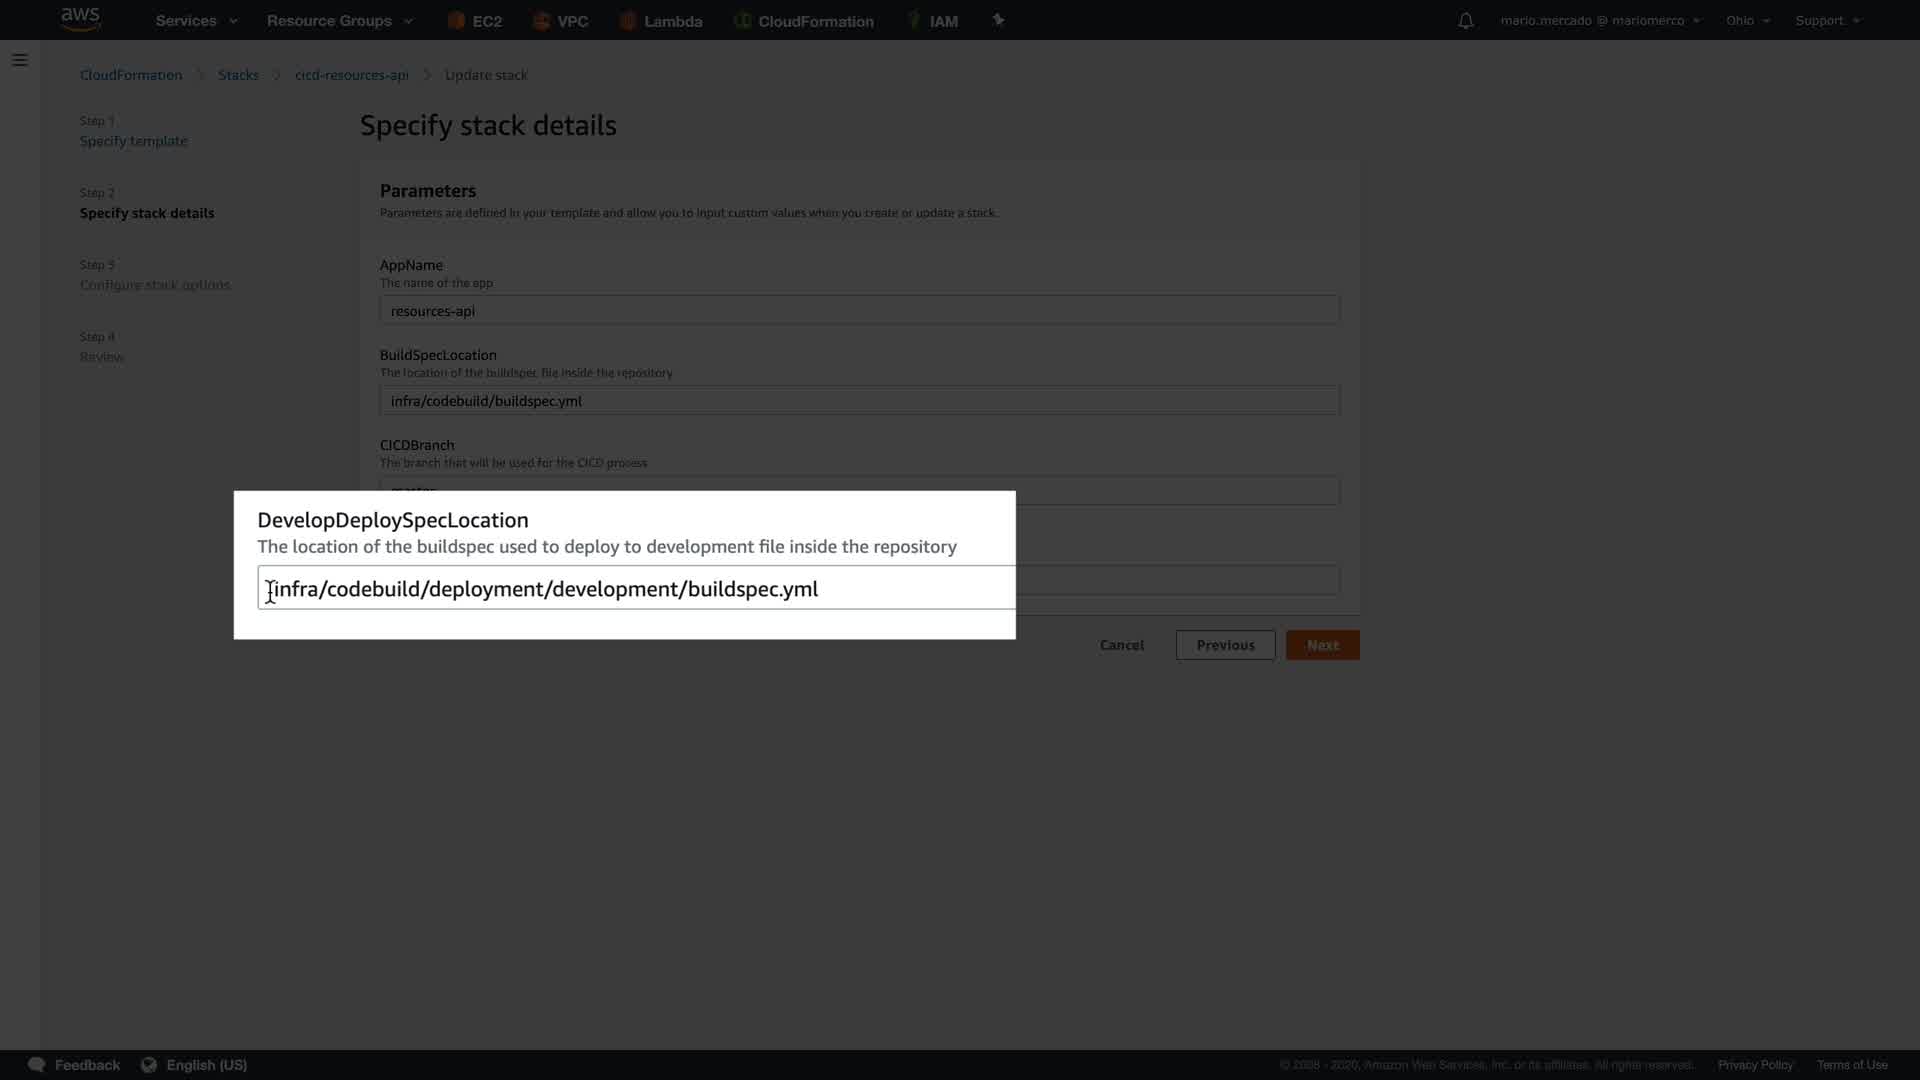 aws Services Resource Groups EC2 VPC Lambda CloudFormation IAM mario.mercado @ mariomerco Ohio Support
CloudFormation Stacks cicd-resources-api Update stack
Step 1
Specify template
Step 2
Specify stack details
Step 3
Configure stack options
Step 4
Review
Specify stack details
Parameters
Parameters are defined in your template and allow you to input custom values when you create or update a stack.
AppName
The name of the app
resources-api
BuildSpecLocation
The location of the buildspec file inside the repository
infra/codebuild/buildspec.yml
CICDBranch
The branch that will be used for the CICD process
master
DevelopDeploySpecLocation
The location of the buildspec used to deploy to development file inside the repository
infra/codebuild/deployment/development/buildspec.yml
Cancel Previous Next
Feedback English (US) © 2008 - 2020, Amazon Web Services, Inc. or its affiliates. All rights reserved. Privacy Policy Terms of Use